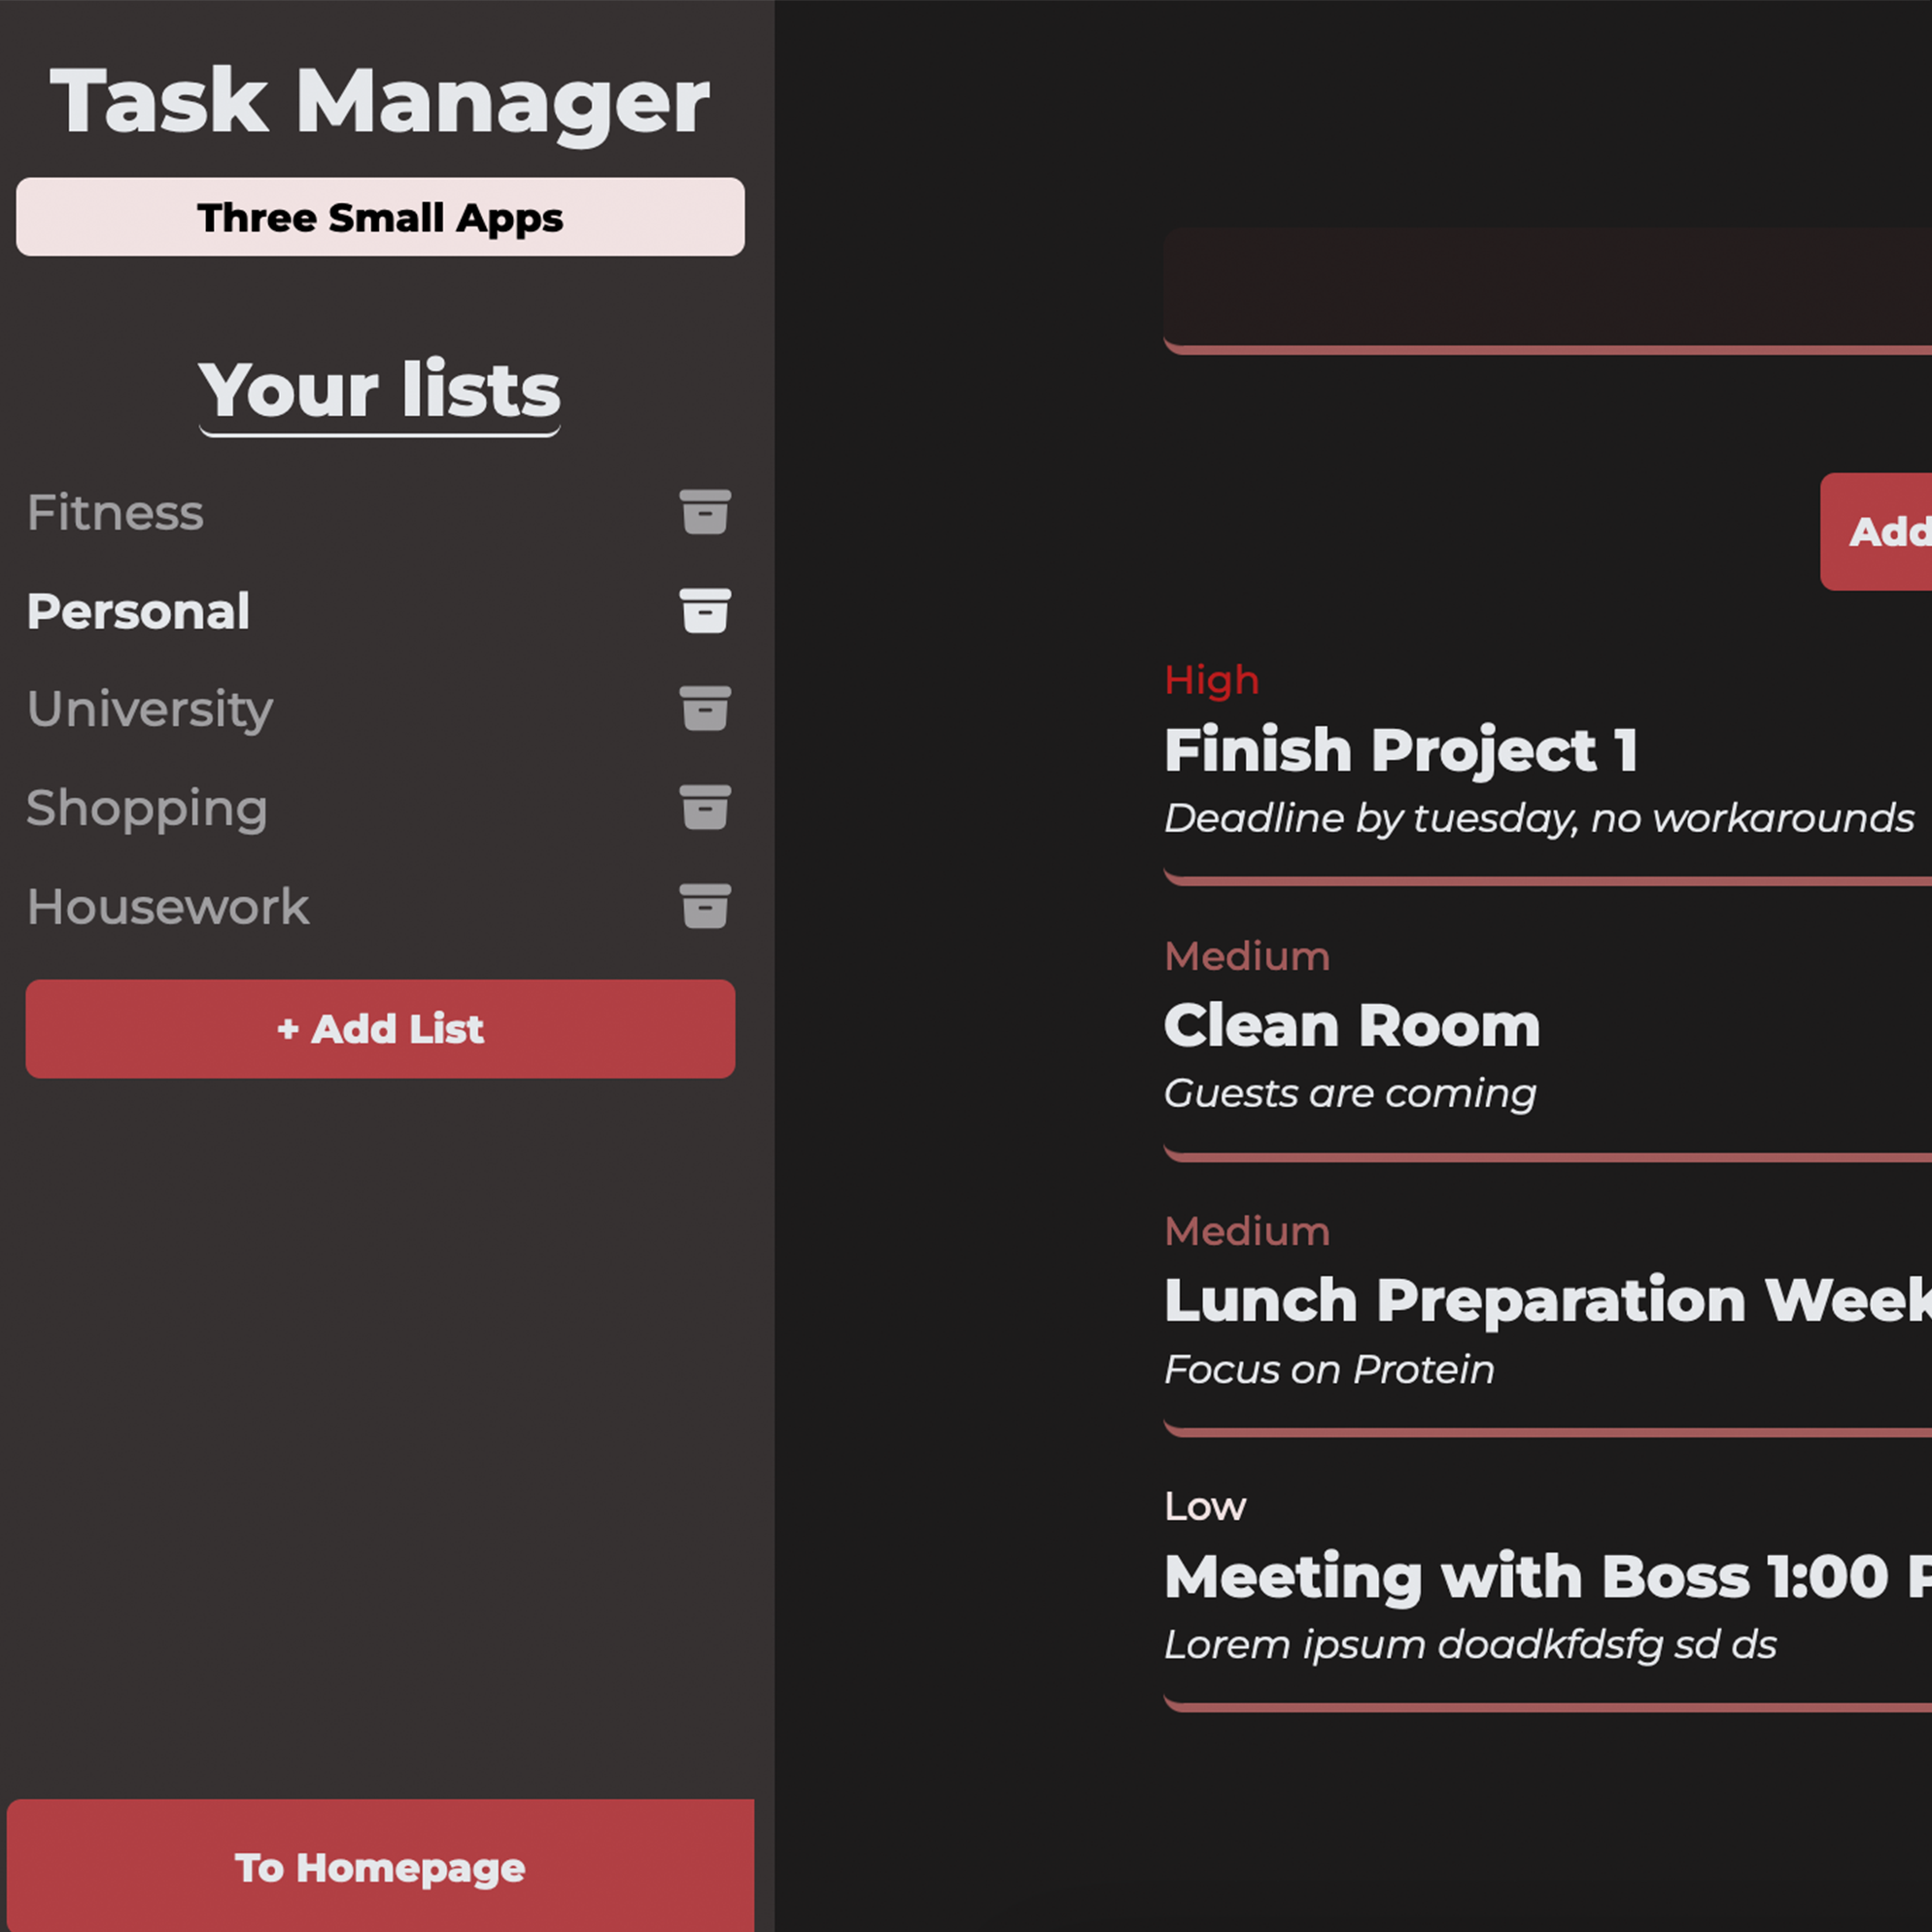 Task Manager
Three Small Apps
Your lists
Fitness
Personal
University
Shopping
Housework
+ Add List
To Homepage
Add
High
Finish Project 1
Deadline by tuesday, no workarounds
Medium
Clean Room
Guests are coming
Medium
Lunch Preparation Week
Focus on Protein
Low
Meeting with Boss 1:00
Lorem ipsum doadkfdsfg sd ds